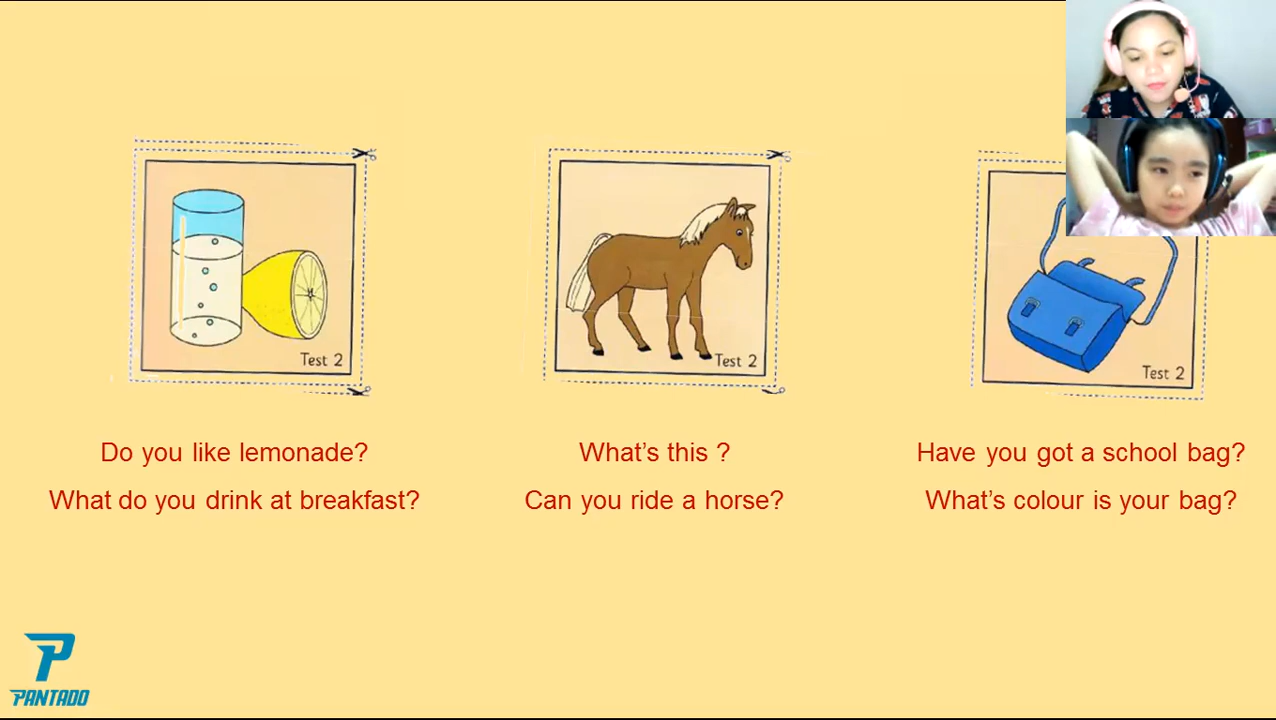 Test 2
Test 2
Test 2
Do you like lemonade?
What do you drink at breakfast?
What's this ?
Can you ride a horse?
Have you got a school bag?
What's colour is your bag?
PANTADO